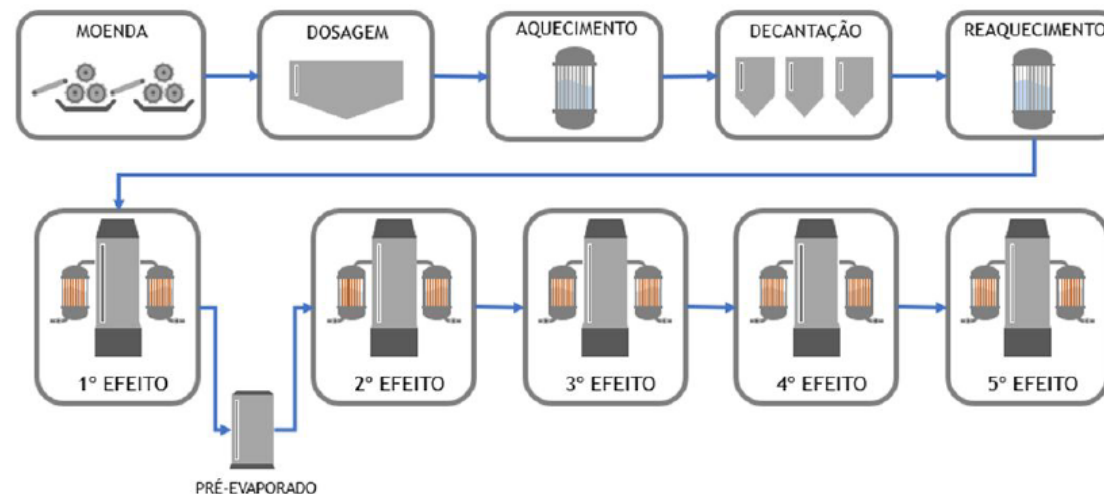 MOENDA
DOSAGEM
AQUECIMENTO
DECANTAÇÃO
REAQUECIMENTO
1° EFEITO
2° EFEITO
3° EFEITO
4° EFEITO
5° EFEITO
PRÉ-EVAPORADO